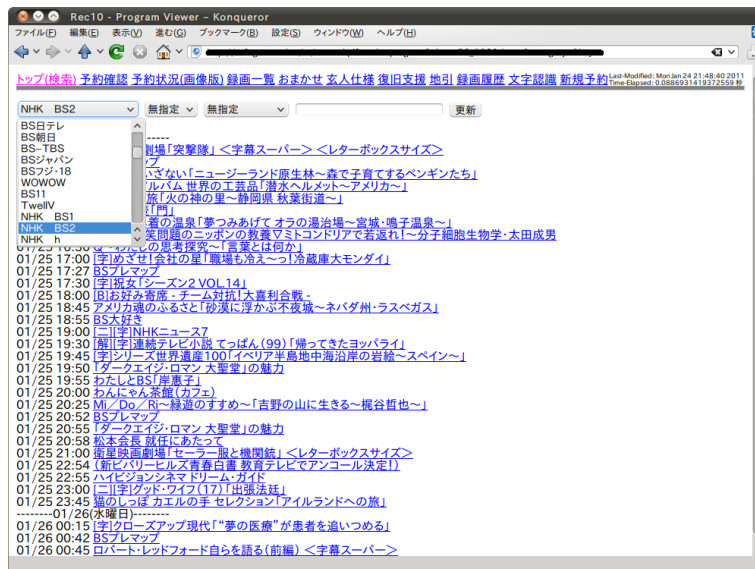 Rec10 - Program Viewer – Konqueror
ファイル(F) 編集(E) 表示(V) 進む(G) ブックマーク(B) 設定(S) ウィンドウ(W) ヘルプ(H)
トップ(検索) 予約確認 予約状況(画像版) 録画一覧 おまかせ 玄人仕様 復旧支援 地引 録画履歴 文字認識 新規予約
Last-Modified: Mon Jan 24 21:48:40 2011
Time-Elapsed: 0.0886931419372559 秒
NHK BS2 無指定 無指定 更新
BS日テレ
BS朝日
BS-TBS
BSジャパン
BSフジ・18
WOWOW
BS11
TwellV
NHK BS1
NHK BS2
NHK h
-----
劇場「突撃隊」 <字幕スーパー> <レターボックスサイズ>
ップ
いざない「ニュージーランド原生林～森で子育てするペンギンたち」
ルバム 世界の工芸品「潜水ヘルメット～アメリカ～」
旅「火の神の里～静岡県 秋葉街道～」
「門」
着の温泉「夢つみあげて オラの湯治場～宮城・鳴子温泉～」
笑問題のニッポンの教養▽ミトコンドリアで若返れ!～分子細胞生物学・太田成男
01/25 16:30 Q～わたしの思考探究～「言葉とは何か」
01/25 17:00 [字]めざせ!会社の星「職場も冷え～っ!冷蔵庫大モンダイ」
01/25 17:27 BSプレマップ
01/25 17:30 [字]祝女「シーズン2 VOL.14」
01/25 18:00 [B]お好み寄席 - チーム対抗!大喜利合戦 -
01/25 18:45 アメリカ魂のふるさと「砂漠に浮かぶ不夜城～ネバダ州・ラスベガス」
01/25 18:55 BS大好き
01/25 19:00 [二][字]NHKニュース7
01/25 19:30 [解][字]連続テレビ小説 てっぱん(99)「帰ってきたヨッパライ」
01/25 19:45 [字]シリーズ世界遺産100「イベリア半島地中海沿岸の岩絵～スペイン～」
01/25 19:50 「ダークエイジ・ロマン 大聖堂」の魅力
01/25 19:55 わたしとBS「岸惠子」
01/25 20:00 わんにゃん茶館(カフェ)
01/25 20:25 Mi/Do/Ri～緑遊のすすめ～「吉野の山に生きる～梶谷哲也～」
01/25 20:52 BSプレマップ
01/25 20:55 「ダークエイジ・ロマン 大聖堂」の魅力
01/25 20:58 松本会長 就任にあたって
01/25 21:00 衛星映画劇場「セーラー服と機関銃」 <レターボックスサイズ>
01/25 22:54 (新ビバリーヒルズ青春白書 教育テレビでアンコール決定!)
01/25 22:55 ハイビジョンシネマドリーム・ガイド
01/25 23:00 [二][字]グッド・ワイフ(17)「出張法廷」
01/25 23:45 猫のしっぽ カエルの手 セレクション「アイルランドへの旅」
--------01/26(水曜日)--------
01/26 00:15 [字]クローズアップ現代「“夢の医療”が患者を追いつめる」
01/26 00:42 BSプレマップ
01/26 00:45 ロバート・レッドフォード自らを語る(前編) <字幕スーパー>